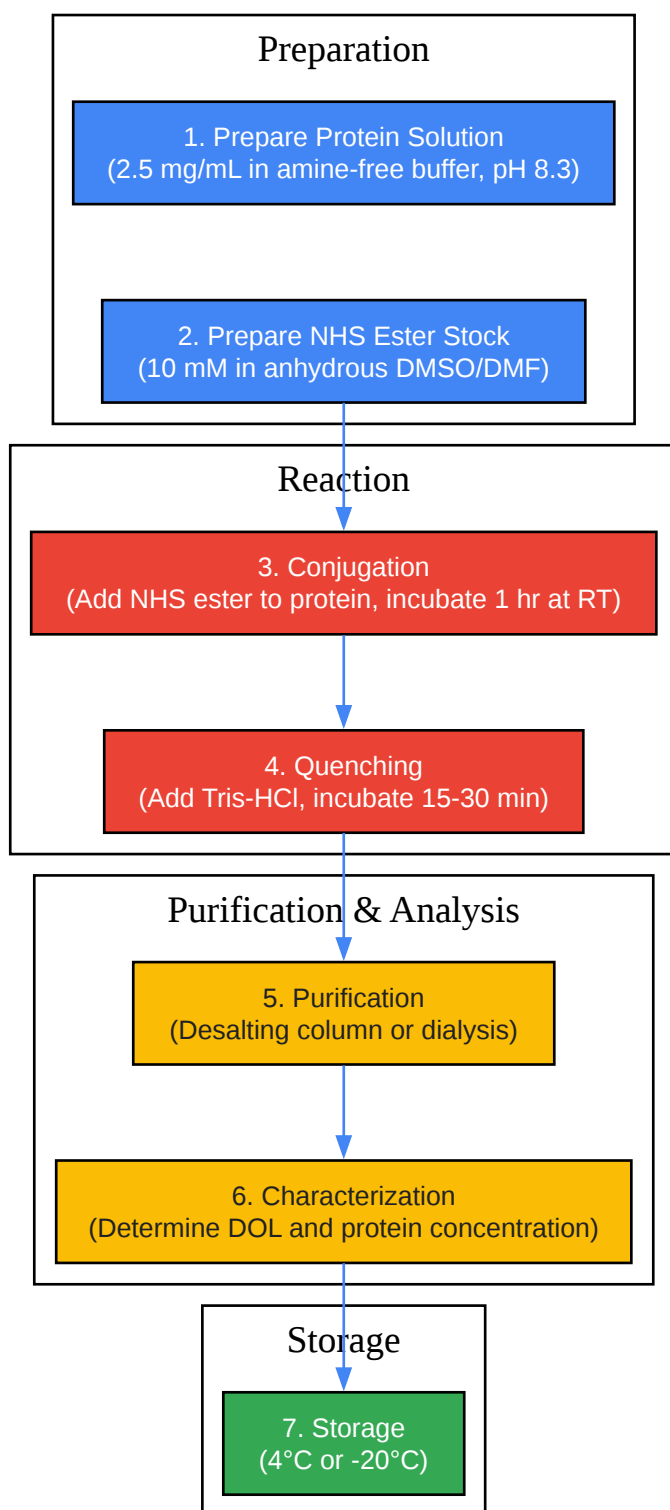 Preparation
1. Prepare Protein Solution
(2.5 mg/mL in amine-free buffer, pH 8.3)
2. Prepare NHS Ester Stock
(10 mM in anhydrous DMSO/DMF)
Reaction
3. Conjugation
(Add NHS ester to protein, incubate 1 hr at RT)
4. Quenching
(Add Tris-HCl, incubate 15-30 min)
Purification & Analysis
5. Purification
(Desalting column or dialysis)
6. Characterization
(Determine DOL and protein concentration)
Storage
7. Storage
(4°C or -20°C)